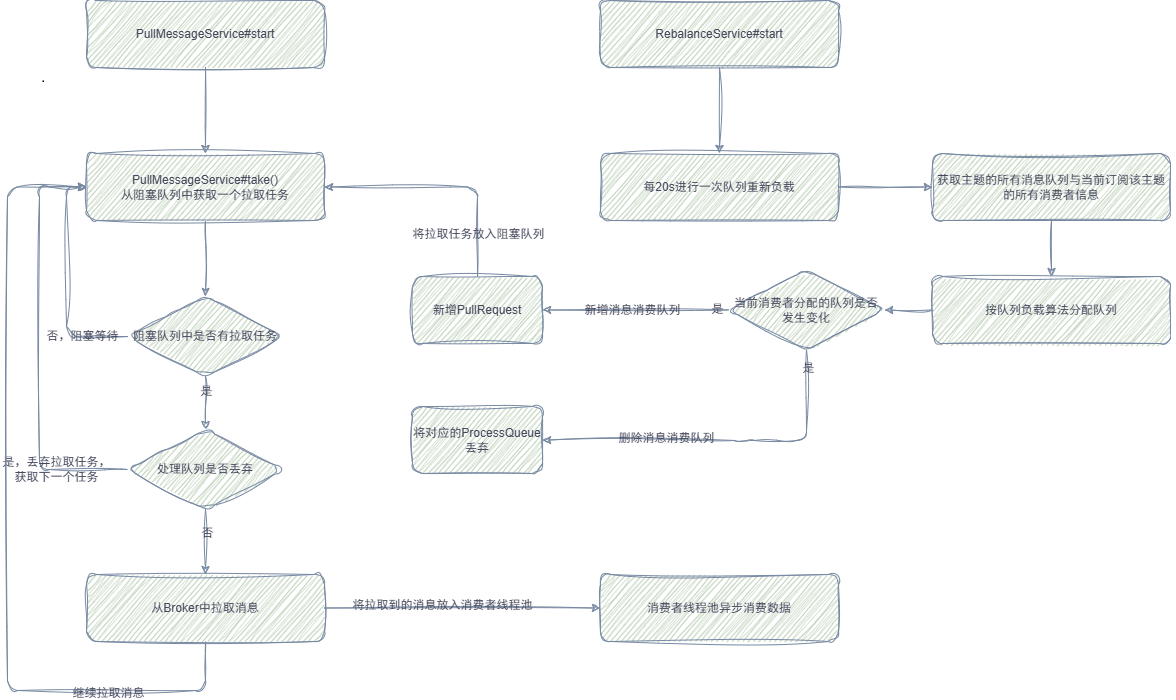 PullMessageService#start
RebalanceService#start
PullMessageService#take()
从阻塞队列中获取一个拉取任务
每20s进行一次队列重新负载
获取主题的所有消息队列与当前订阅该主题
的所有消费者信息
将拉取任务放入阻塞队列
新增PullRequest
新增消息消费队列
是
当前消费者分配的队列是否
发生变化
按队列负载算法分配队列
否，阻塞等待
阻塞队列中是否有拉取任务
是
是
将对应的ProcessQueue
丢弃
删除消息消费队列
是，丢弃拉取任务，
获取下一个任务
处理队列是否丢弃
否
从Broker中拉取消息
将拉取到的消息放入消费者线程池
消费者线程池异步消费数据
继续拉取消息